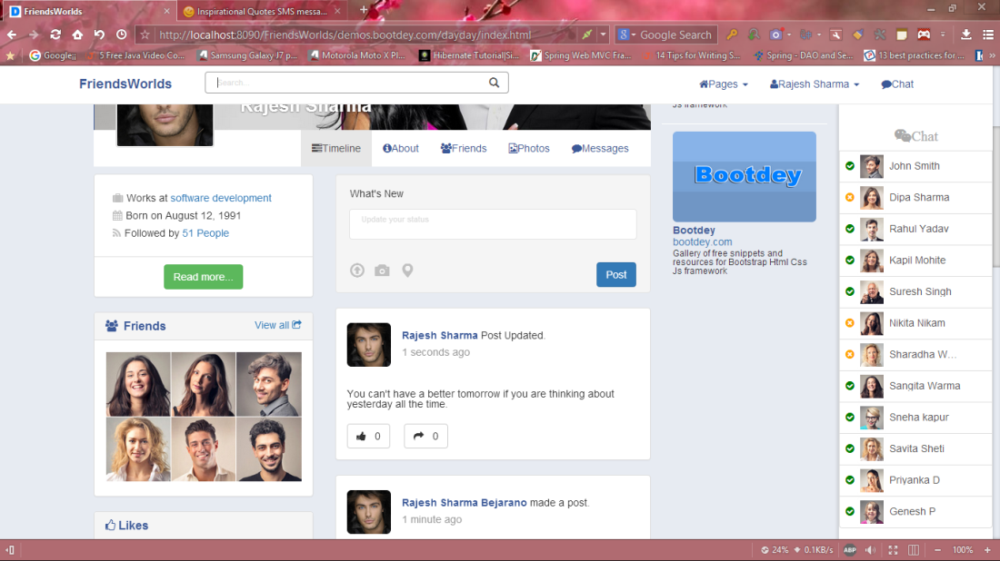 FriendsWorlds
Inspirational Quotes SMS messa...
http://localhost:8090/FriendsWorlds/demos.bootdey.com/dayday/index.html
Google Search
Google
5 Free Java Video Co...
Samsung Galaxy J7 p...
Motorola Moto X Pl...
Hibernate Tutorial|Si...
Spring Web MVC Fra...
14 Tips for Writing S...
Spring - DAO and Se...
13 best practices for ...
FriendsWorlds
Search...
Pages
Rajesh Sharma
Chat
Rajesh Sharma
Timeline
About
Friends
Photos
Messages
Works at software development
Born on August 12, 1991
Followed by 51 People
Read more...
Friends
View all
Likes
What's New
Update your status
Post
Rajesh Sharma Post Updated.
1 seconds ago
You can't have a better tomorrow if you are thinking about
yesterday all the time.
0
0
Rajesh Sharma Bejarano made a post.
1 minute ago
Js framework
Bootdey
Bootdey
bootdey.com
Gallery of free snippets and
resources for Bootstrap Html Css
Js framework
Chat
John Smith
Dipa Sharma
Rahul Yadav
Kapil Mohite
Suresh Singh
Nikita Nikam
Sharadha W...
Sangita Warma
Sneha kapur
Savita Sheti
Priyanka D
Genesh P
24%
0.1KB/s
ABP
100%